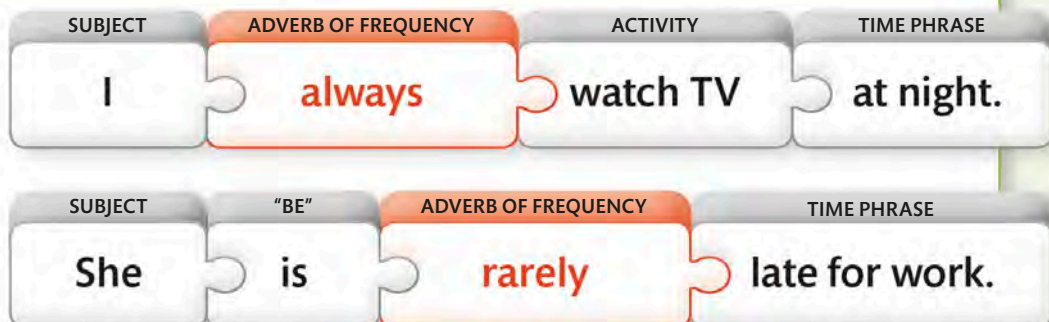 SUBJECT ADVERB OF FREQUENCY ACTIVITY TIME PHRASE
I always watch TV at night.
SUBJECT "BE" ADVERB OF FREQUENCY TIME PHRASE
She is rarely late for work.